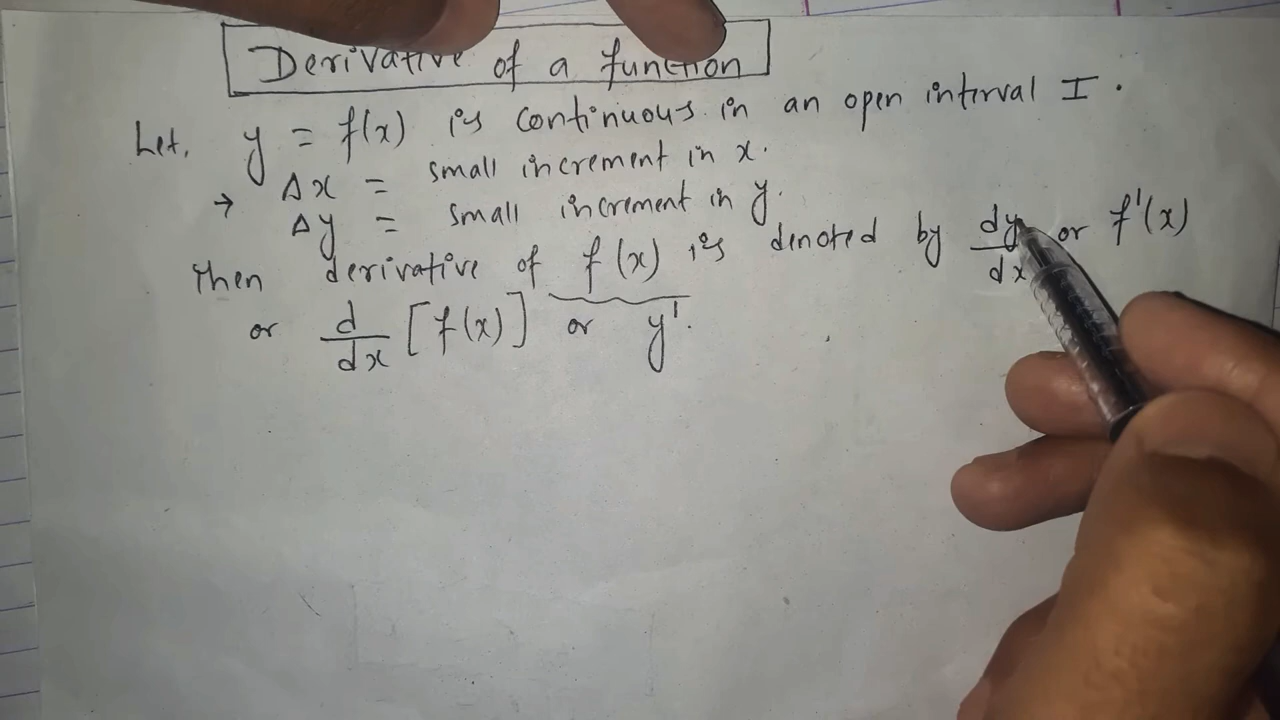 Derivative of a function
Let, y = f(x) is continuous in an open interval I.
→ Δx = small increment in x.
Δy = small increment in y.
Then derivative of f(x) is denoted by dy/dx or f'(x)
or d/dx [f(x)] or y'.